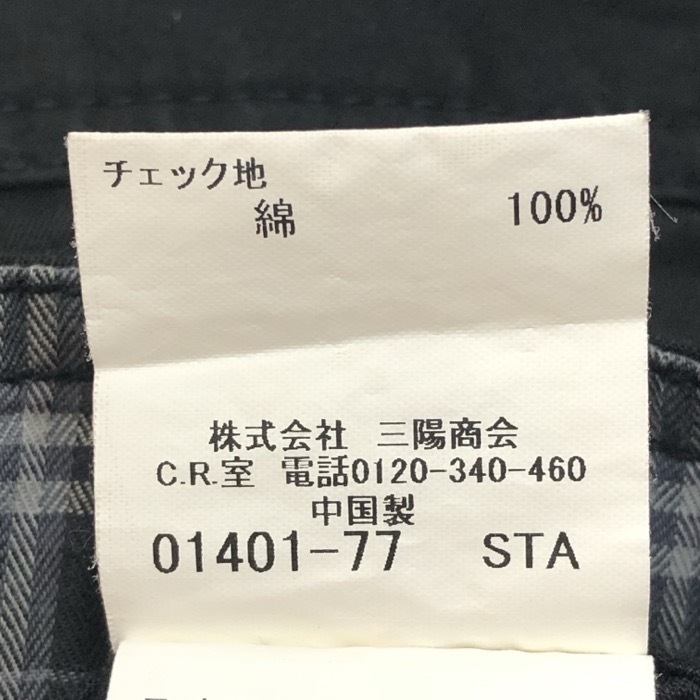 チェック地
綿 100%
株式会社 三陽商会
C.R.室 電話0120-340-460
中国製
01401-77 STA